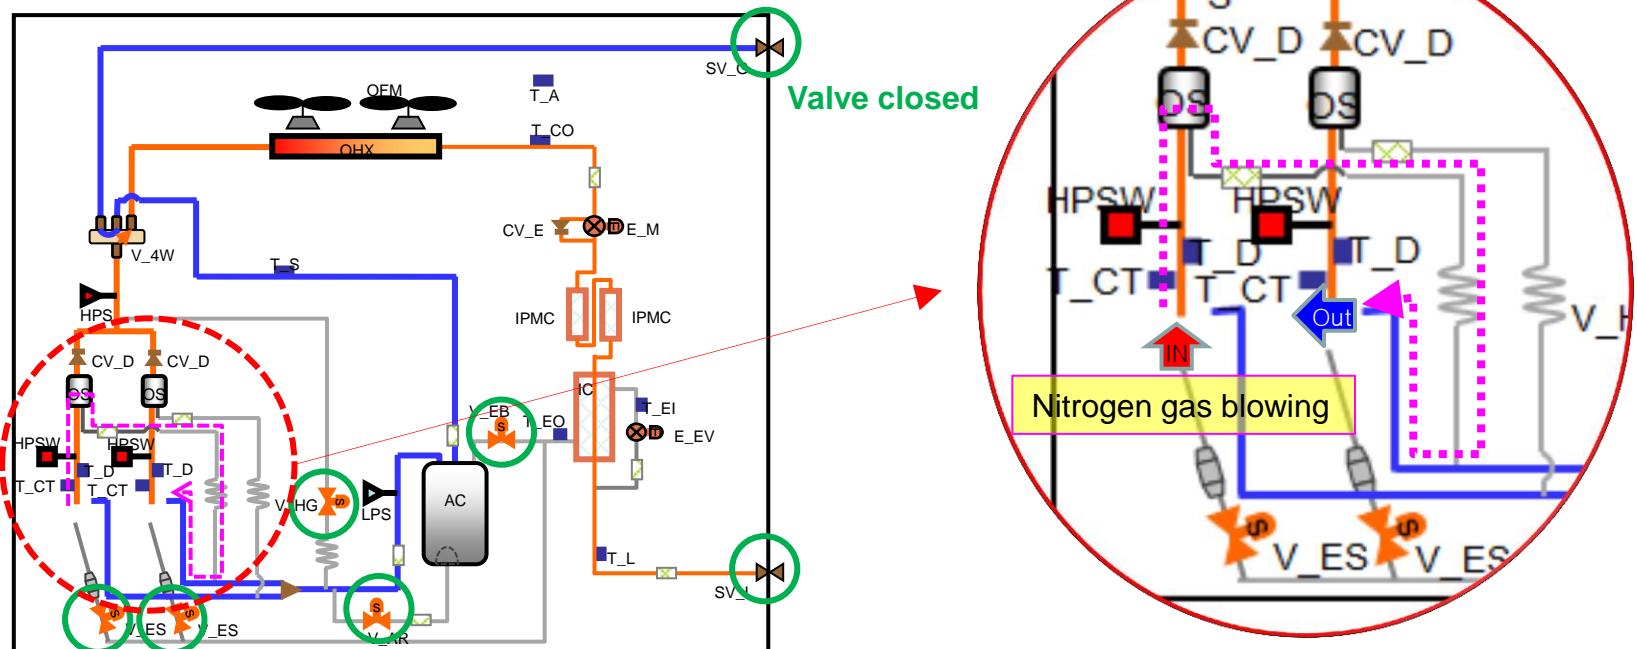 SV_G
Valve closed
OFM
T_A
T_CO
OHX
CV_E
E_M
V_4W
T_S
HPS
IPMC
IPMC
CV_D
CV_D
OS
OS
IC
T_EI
V_EB
T_EO
E_EV
HPSW
HPSW
T_D
T_D
T_CT
T_CT
V_HG
S
LPS
AC
T_L
SV_L
V_ES
V_ES
S
S
S
S
V_AR
CV_D
CV_D
OS
OS
HPSW
HPSW
T_D
T_D
T_CT
T_CT
Out
IN
Nitrogen gas blowing
S
S
V_ES
V_ES